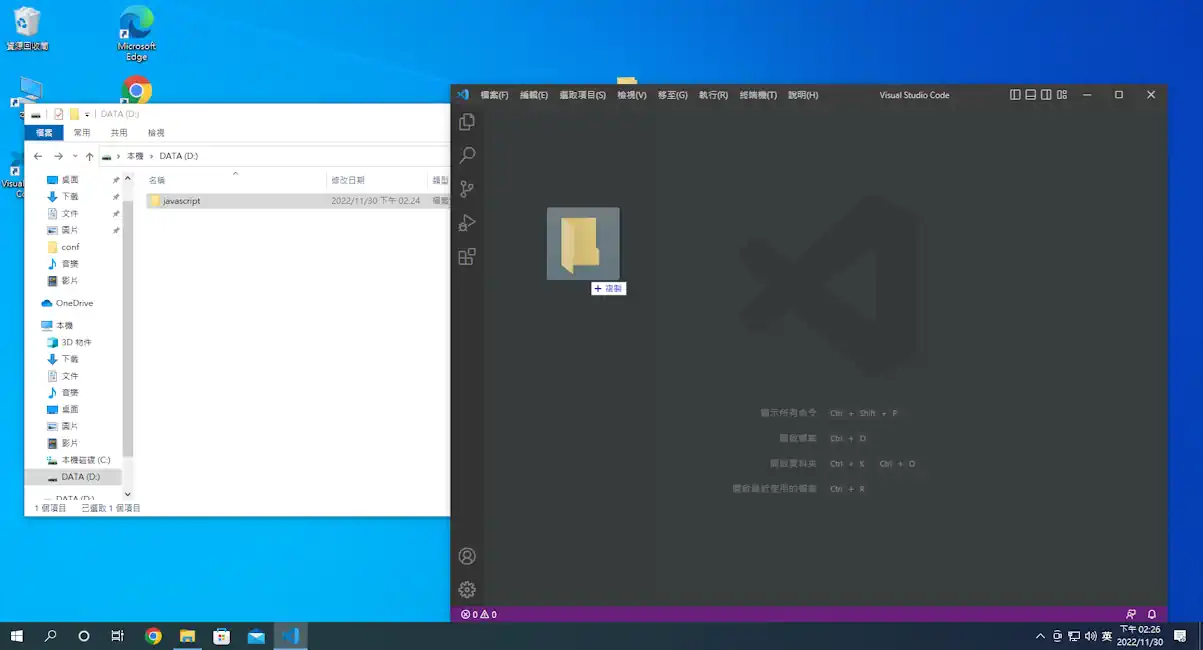 資源回收筒
Microsoft
Edge
Visual
DATA (D:)
檔案
常用
共用
檢視
本機
DATA (D:)
桌面
下載
文件
圖片
conf
音樂
影片
OneDrive
本機
3D 物件
下載
文件
音樂
桌面
圖片
影片
本機磁碟 (C:)
DATA (D:)
DATA (D:)
名稱
修改日期
類型
javascript
2022/11/30 下午 02:24
1 個項目
已選取 1 個項目
檔案(F)
編輯(E)
選取項目(S)
檢視(V)
移至(G)
執行(R)
終端機(T)
說明(H)
Visual Studio Code
+ 複製
顯示所有命令 Ctrl + Shift + P
開啟檔案 Ctrl + O
開啟資料夾 Ctrl + K Ctrl + O
開啟最近使用的檔案 Ctrl + R
0 0
英
下午 02:26
2022/11/30